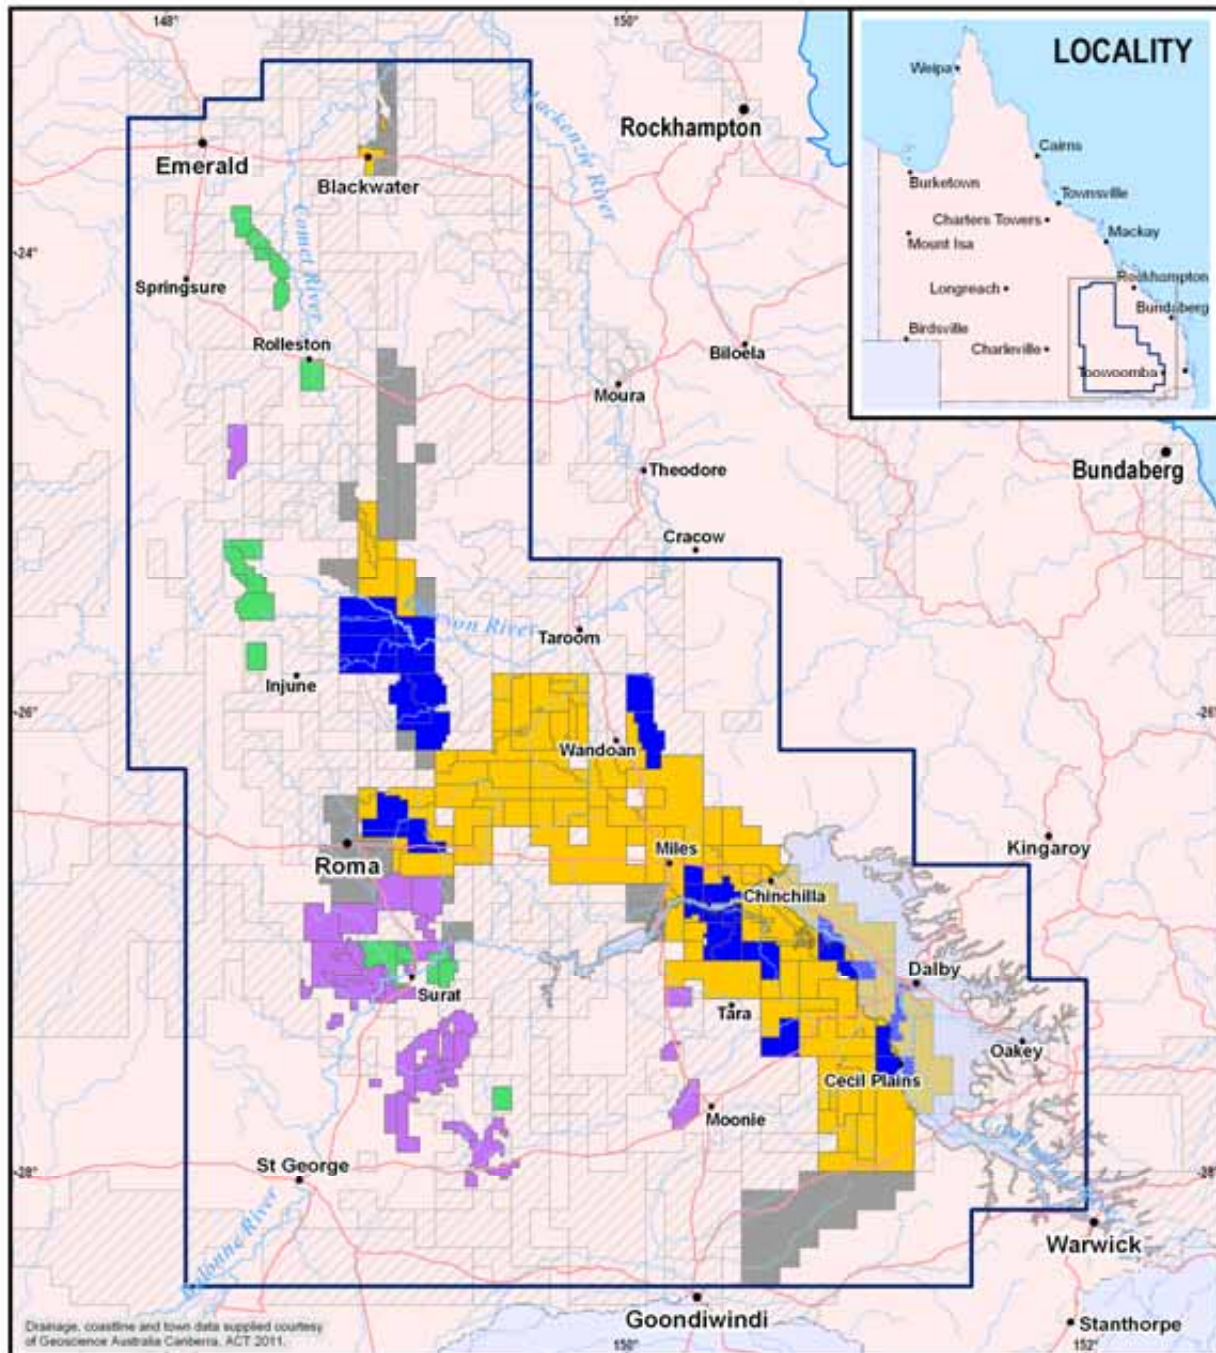 148°
150°
LOCALITY
Weipa
Cairns
Burketown
Townsville
Charters Towers
Mount Isa
Mackay
Longreach
Rockhampton
Bundaberg
Birdsville
Charleville
Toowoomba
Rockhampton
Mackenzie River
Emerald
Blackwater
Comet River
-24°
Springsure
Rolleston
Biloela
Moura
Theodore
Bundaberg
Cracow
Taroom
River
Injune
-26°
-26°
Wandoan
Roma
Miles
Kingaroy
Chinchilla
Dalby
Surat
Tara
Oakey
Cecil Plains
Moonie
-28°
-28°
St George
Balonne River
Warwick
Goondiwindi
Stanthorpe
Drainage, coastline and town data supplied courtesy
of Geoscience Australia Canberra, ACT 2011.
150°
152°